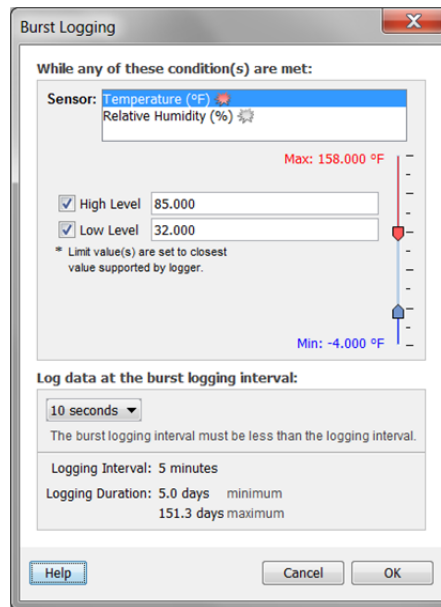 Burst Logging
While any of these condition(s) are met:
Sensor: Temperature (°F)
Relative Humidity (%)
Max: 158.000 °F
High Level 85.000
Low Level 32.000
* Limit value(s) are set to closest
value supported by logger.
Min: -4.000 °F
Log data at the burst logging interval:
10 seconds
The burst logging interval must be less than the logging interval.
Logging Interval: 5 minutes
Logging Duration: 5.0 days minimum
151.3 days maximum
Help Cancel OK